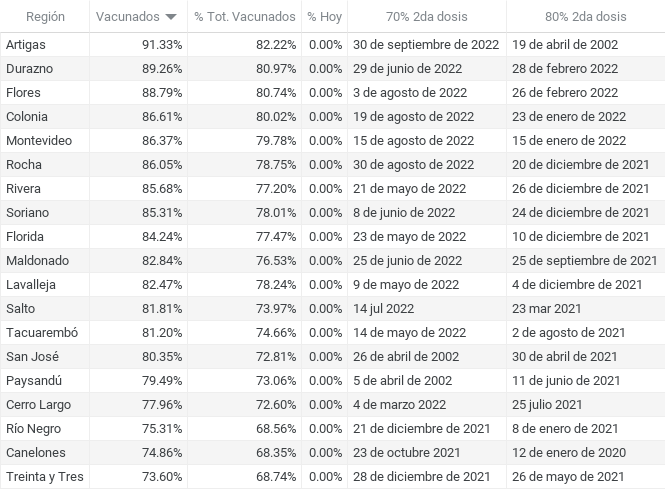 Región Vacunados % Tot. Vacunados % Hoy 70% 2da dosis 80% 2da dosis
Artigas 91.33% 82.22% 0.00% 30 de septiembre de 2022 19 de abril de 2002
Durazno 89.26% 80.97% 0.00% 29 de junio de 2022 28 de febrero 2022
Flores 88.79% 80.74% 0.00% 3 de agosto de 2022 26 de febrero 2022
Colonia 86.61% 80.02% 0.00% 19 de agosto de 2022 23 de enero de 2022
Montevideo 86.37% 79.78% 0.00% 15 de agosto de 2022 15 de enero de 2022
Rocha 86.05% 78.75% 0.00% 30 de agosto de 2022 20 de diciembre de 2021
Rivera 85.68% 77.20% 0.00% 21 de mayo de 2022 26 de diciembre de 2021
Soriano 85.31% 78.01% 0.00% 8 de junio de 2022 24 de diciembre de 2021
Florida 84.24% 77.47% 0.00% 23 de mayo de 2022 10 de diciembre de 2021
Maldonado 82.84% 76.53% 0.00% 25 de junio de 2022 25 de septiembre de 2021
Lavalleja 82.47% 78.24% 0.00% 9 de mayo de 2022 4 de diciembre de 2021
Salto 81.81% 73.97% 0.00% 14 jul 2022 23 mar 2021
Tacuarembó 81.20% 74.66% 0.00% 14 de mayo de 2022 2 de agosto de 2021
San José 80.35% 72.81% 0.00% 26 de abril de 2002 30 de abril de 2021
Paysandú 79.49% 73.06% 0.00% 5 de abril de 2002 11 de junio de 2021
Cerro Largo 77.96% 72.60% 0.00% 4 de marzo 2022 25 julio 2021
Río Negro 75.31% 68.56% 0.00% 21 de diciembre de 2021 8 de enero de 2021
Canelones 74.86% 68.35% 0.00% 23 de octubre 2021 12 de enero de 2020
Treinta y Tres 73.60% 68.74% 0.00% 28 de diciembre de 2021 26 de mayo de 2021